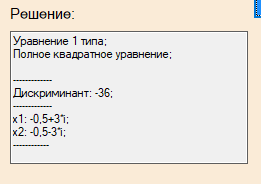 Решение:
Уравнение 1 типа;
Полное квадратное уравнение;
-------------
Дискриминант: -36;
-------------
x1: -0,5+3*i;
x2: -0,5-3*i;
------------